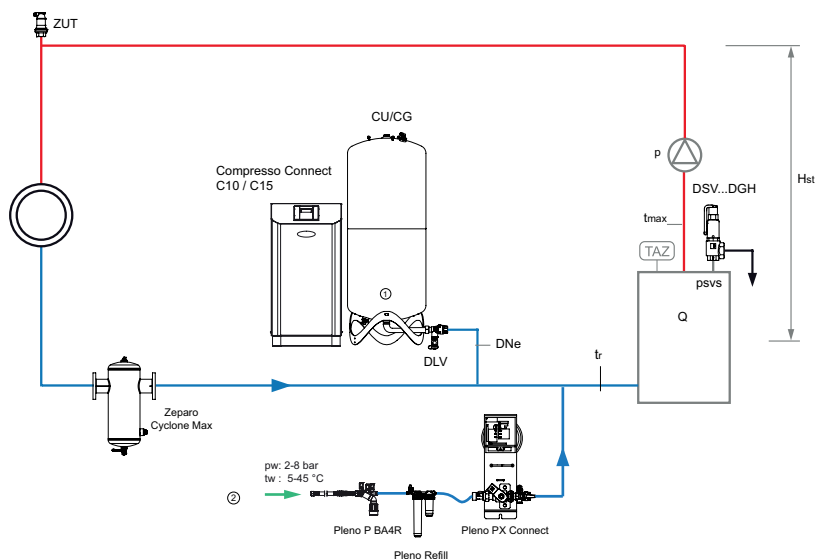 ZUT
CU/CG
Compresso Connect
C10 / C15
p
Hst
DSV...DGH
tmax
TAZ
psvs
①
Q
DNe
DLV
tr
Zeparo
Cyclone Max
pw: 2-8 bar
tw : 5-45 °C
②
Pleno P BA4R
Pleno PX Connect
Pleno Refill